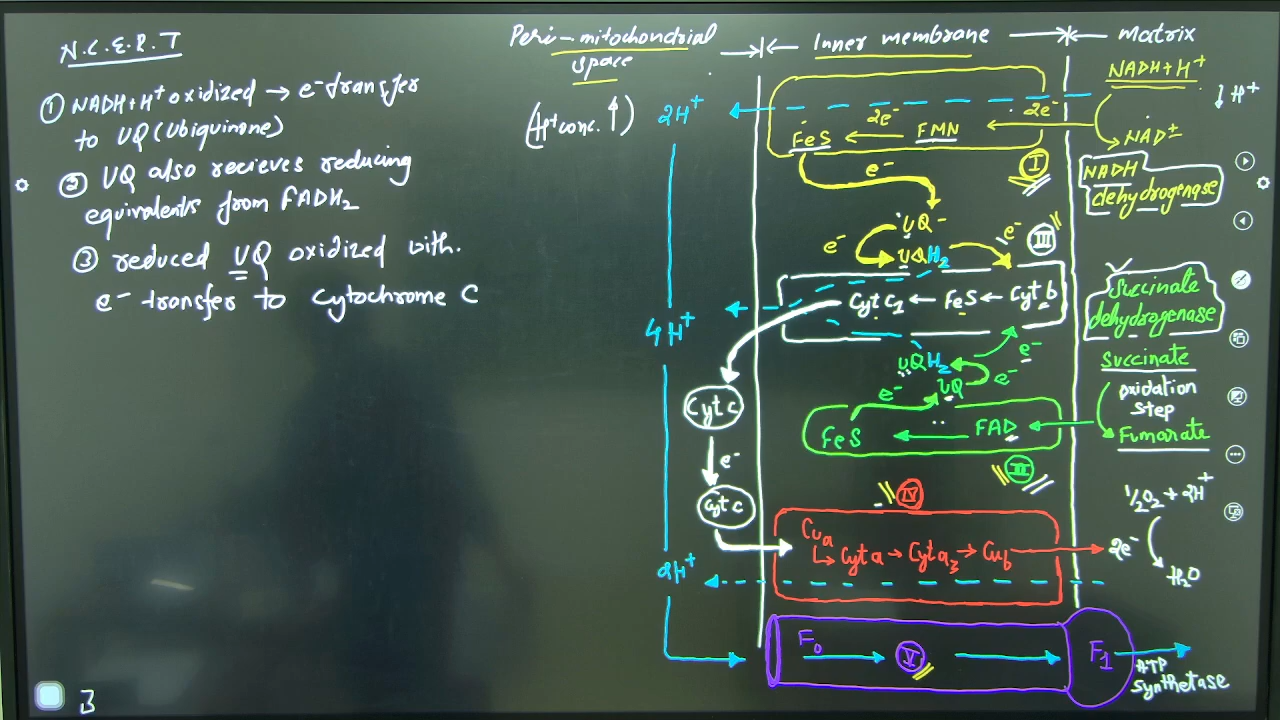 N.C.E.R.T
① NADH+H⁺ oxidized → e⁻ transfer
to UQ (Ubiquinone)
② UQ also recieves reducing
equivalents from FADH₂
③ reduced UQ oxidized with.
e⁻ transfer to Cytochrome C
3
Peri-mitochondrial
space
(H⁺ conc. ↑)
Inner membrane
matrix
NADH+H⁺
↓ H⁺
2H⁺
2e⁻
2e⁻
FeS ← FMN
NAD⁺
I
NADH
dehydrogenase
e⁻
UQ
e⁻
UQH₂
e⁻
III
Cyt C₁ ← FeS ← Cyt b
4H⁺
Succinate
dehydrogenase
UQH₂
e⁻
Succinate
e⁻
UQ
e⁻
oxidation
step
Cyt c
FeS
FAD
Fumarate
e⁻
II
IV
½O₂ + 2H⁺
Cyt c
Cuₐ
↳ Cyt a → Cyt a₃ → Cu_b
2e⁻
H₂O
2H⁺
F₀
V
F₁
ATP
Synthetase